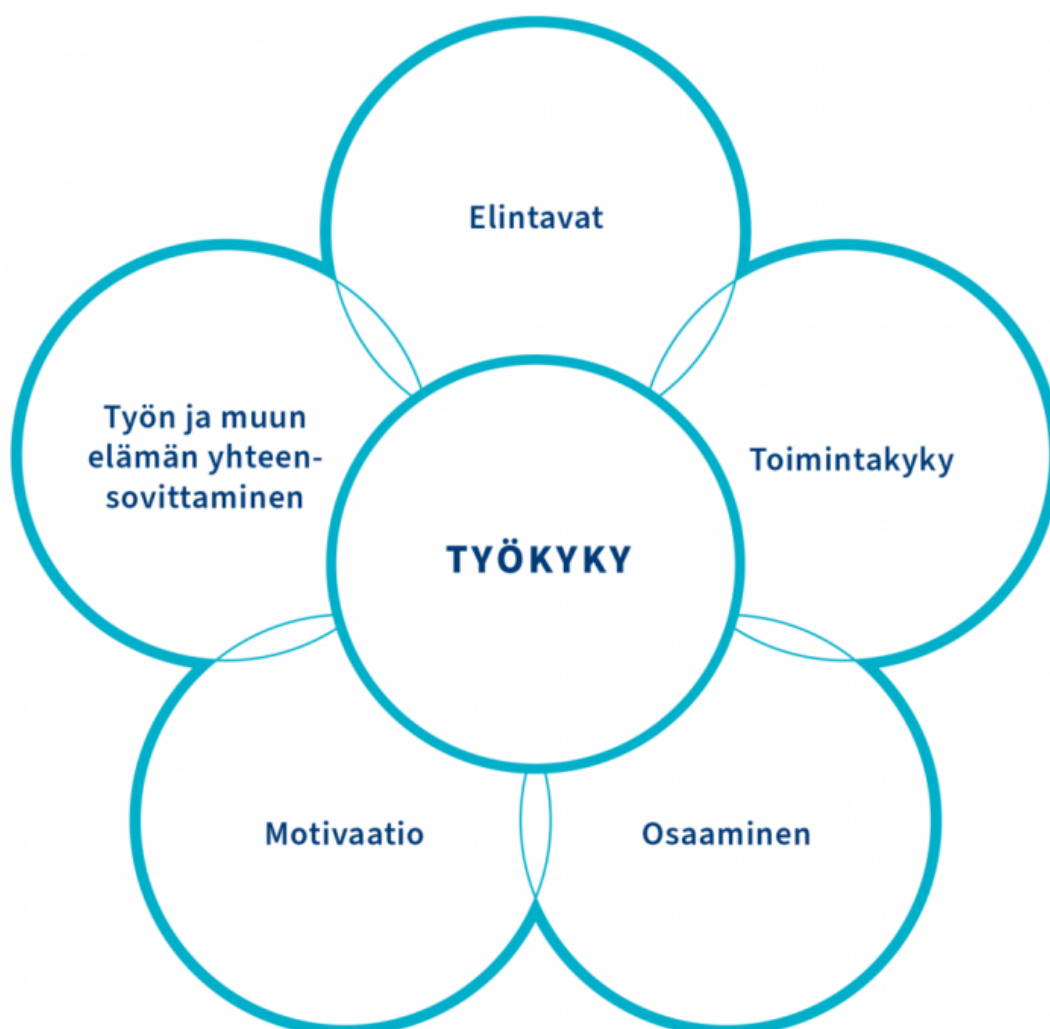 Elintavat
Työn ja muun
elämän yhteen-
sovittaminen
Toimintakyky
TYÖKYKY
Motivaatio
Osaaminen